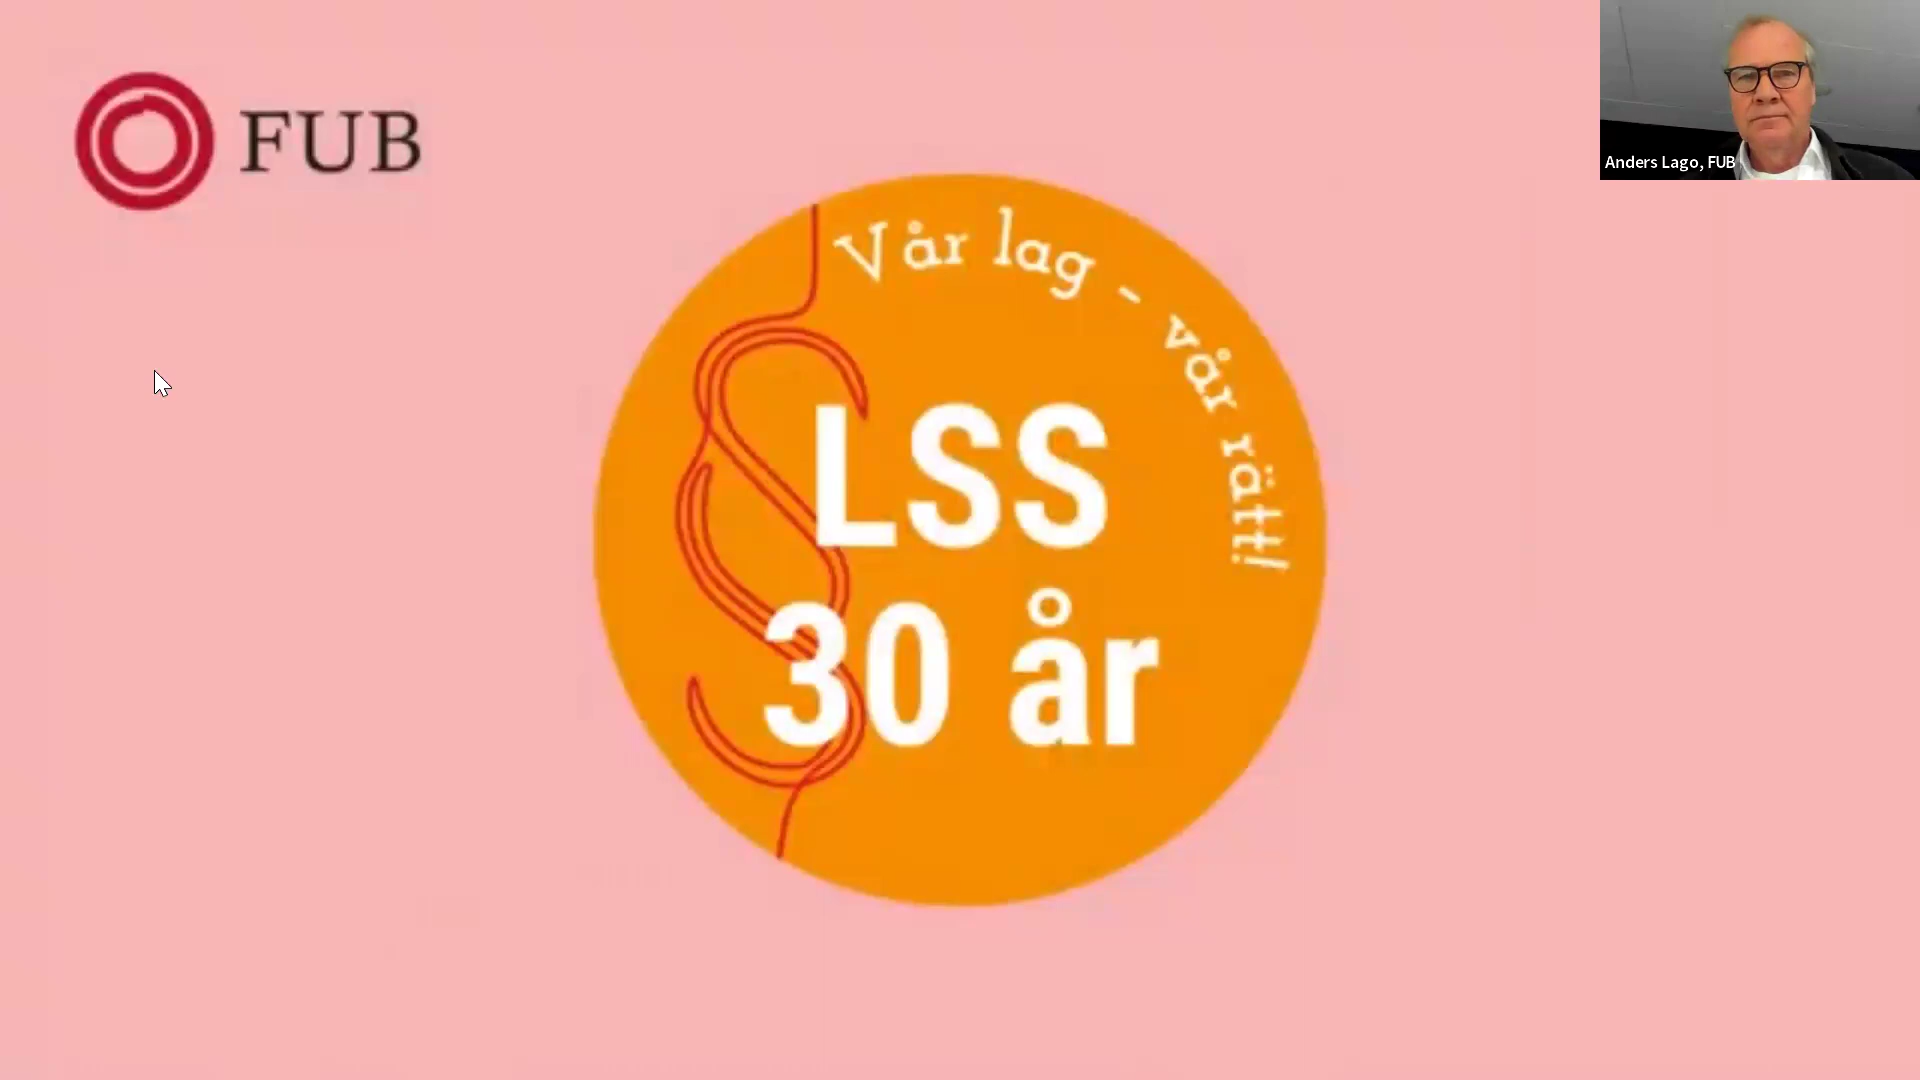 FUB
Anders Lago, FUB
Vår lag - vår rätt!
LSS
30 år